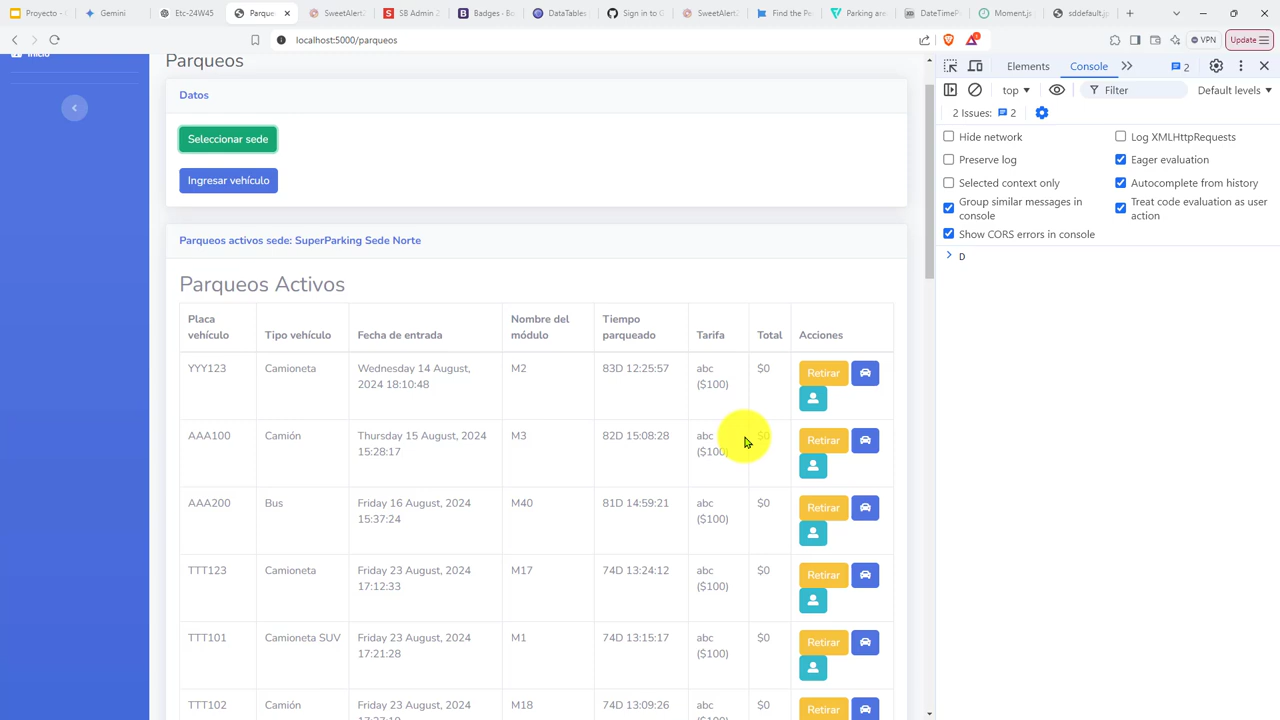 Proyecto - G
Gemini
Etc-24W45
Parque
SweetAlert2
SB Admin 2
Badges - Bo
DataTables
Sign in to G
SweetAlert2
Find the Pe
Parking are
DateTimePi
Moment.js
sddefault.jp
localhost:5000/parqueos
VPN
Update
Inicio
Parqueos
Datos
Seleccionar sede
Ingresar vehículo
Parqueos activos sede: SuperParking Sede Norte
Parqueos Activos
Placa vehículo
Tipo vehículo
Fecha de entrada
Nombre del módulo
Tiempo parqueado
Tarifa
Total
Acciones
YYY123
Camioneta
Wednesday 14 August, 2024 18:10:48
M2
83D 12:25:57
abc ($100)
$0
Retirar
AAA100
Camión
Thursday 15 August, 2024 15:28:17
M3
82D 15:08:28
abc ($100)
$0
Retirar
AAA200
Bus
Friday 16 August, 2024 15:37:24
M40
81D 14:59:21
abc ($100)
$0
Retirar
TTT123
Camioneta
Friday 23 August, 2024 17:12:33
M17
74D 13:24:12
abc ($100)
$0
Retirar
TTT101
Camioneta SUV
Friday 23 August, 2024 17:21:28
M1
74D 13:15:17
abc ($100)
$0
Retirar
TTT102
Camión
Friday 23 August, 2024
M18
74D 13:09:26
abc
$0
Retirar
Elements
Console
2
top
Filter
Default levels
2 Issues:
2
Hide network
Log XMLHttpRequests
Preserve log
Eager evaluation
Selected context only
Autocomplete from history
Group similar messages in console
Treat code evaluation as user action
Show CORS errors in console
D